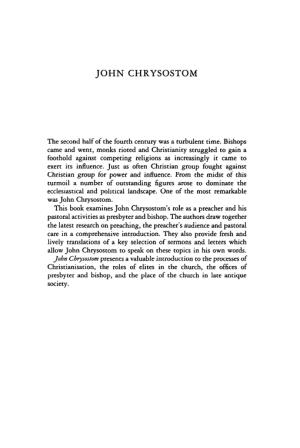 JOHN CHRYSOSTOM
The second half of the fourth century was a turbulent time. Bishops
came and went, monks rioted and Christianity struggled to gain a
foothold against competing religions as increasingly it came to
exert its influence. Just as often Christian group fought against
Christian group for power and influence. From the midst of this
turmoil a number of outstanding figures arose to dominate the
ecclesiastical and political landscape. One of the most remarkable
was John Chrysostom.
This book examines John Chrysostom's role as a preacher and his
pastoral activities as presbyter and bishop. The authors draw together
the latest research on preaching, the preacher's audience and pastoral
care in a comprehensive introduction. They also provide fresh and
lively translations of a key selection of sermons and letters which
allow John Chrysostom to speak on these topics in his own words.
John Chrysostom presents a valuable introduction to the processes of
Christianisation, the roles of elites in the church, the offices of
presbyter and bishop, and the place of the church in late antique
society.